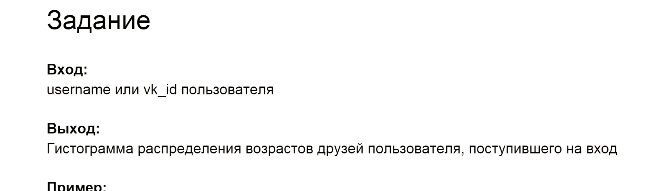 Задание
Вход:
username или vk_id пользователя
Выход:
Гистограмма распределения возрастов друзей пользователя, поступившего на вход
Пример: